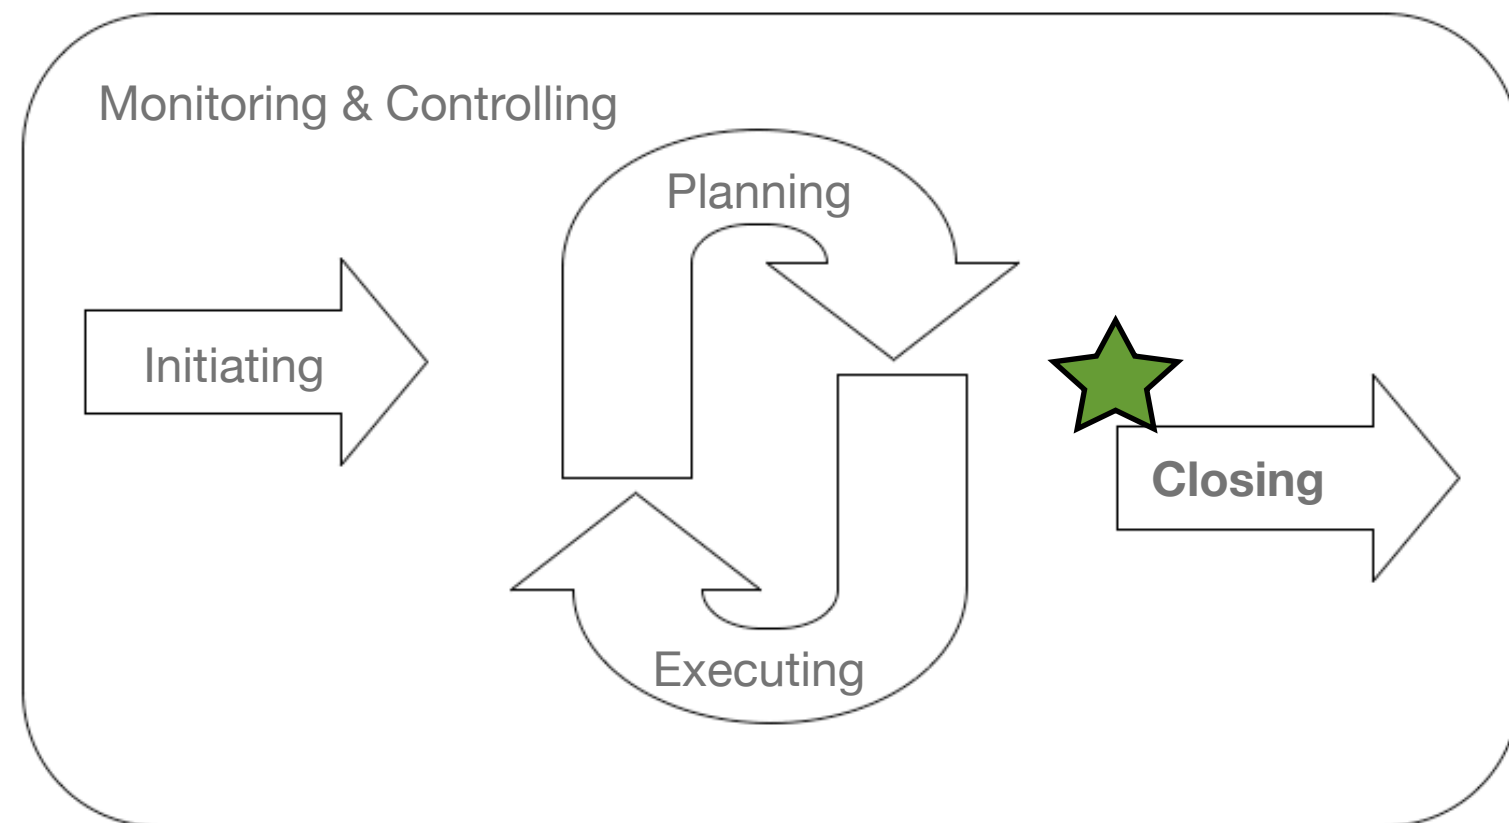 Monitoring & Controlling
Planning
Initiating
Closing
Executing